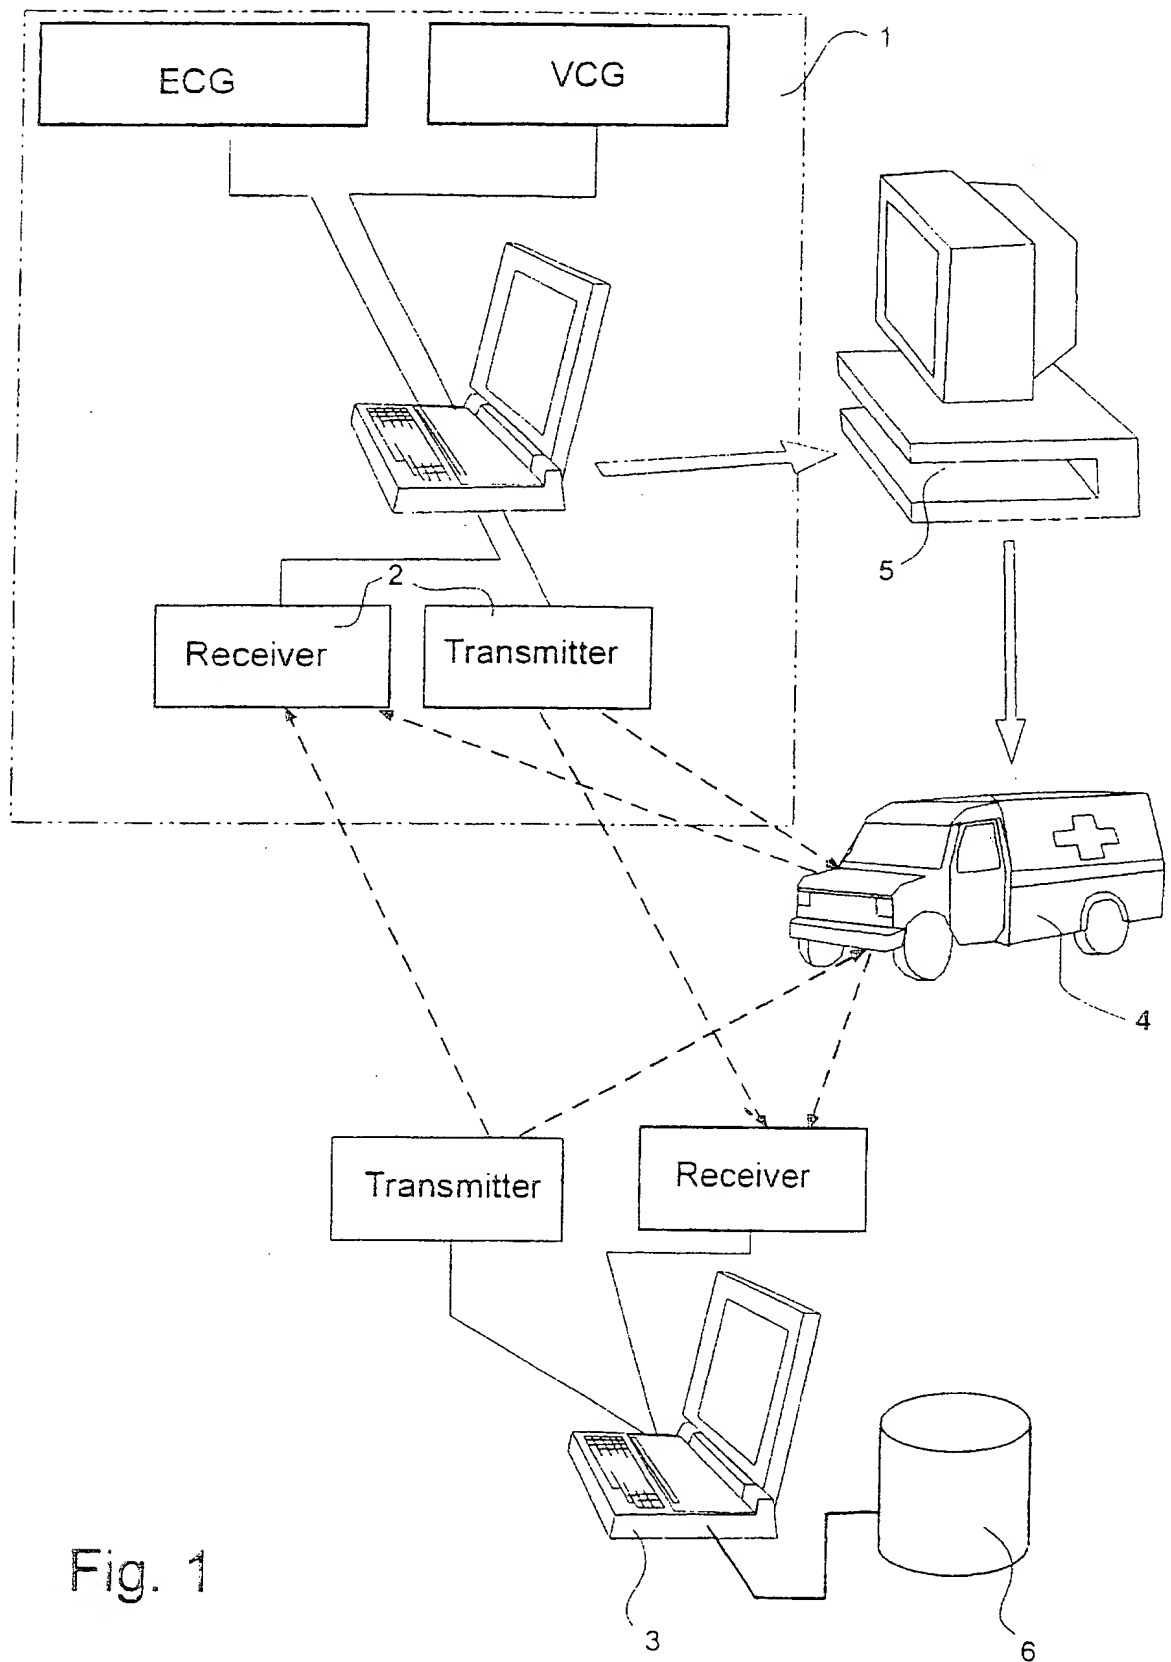 1
ECG
VCG
5
2
Receiver
Transmitter
4
Transmitter
Receiver
Fig. 1
3
6